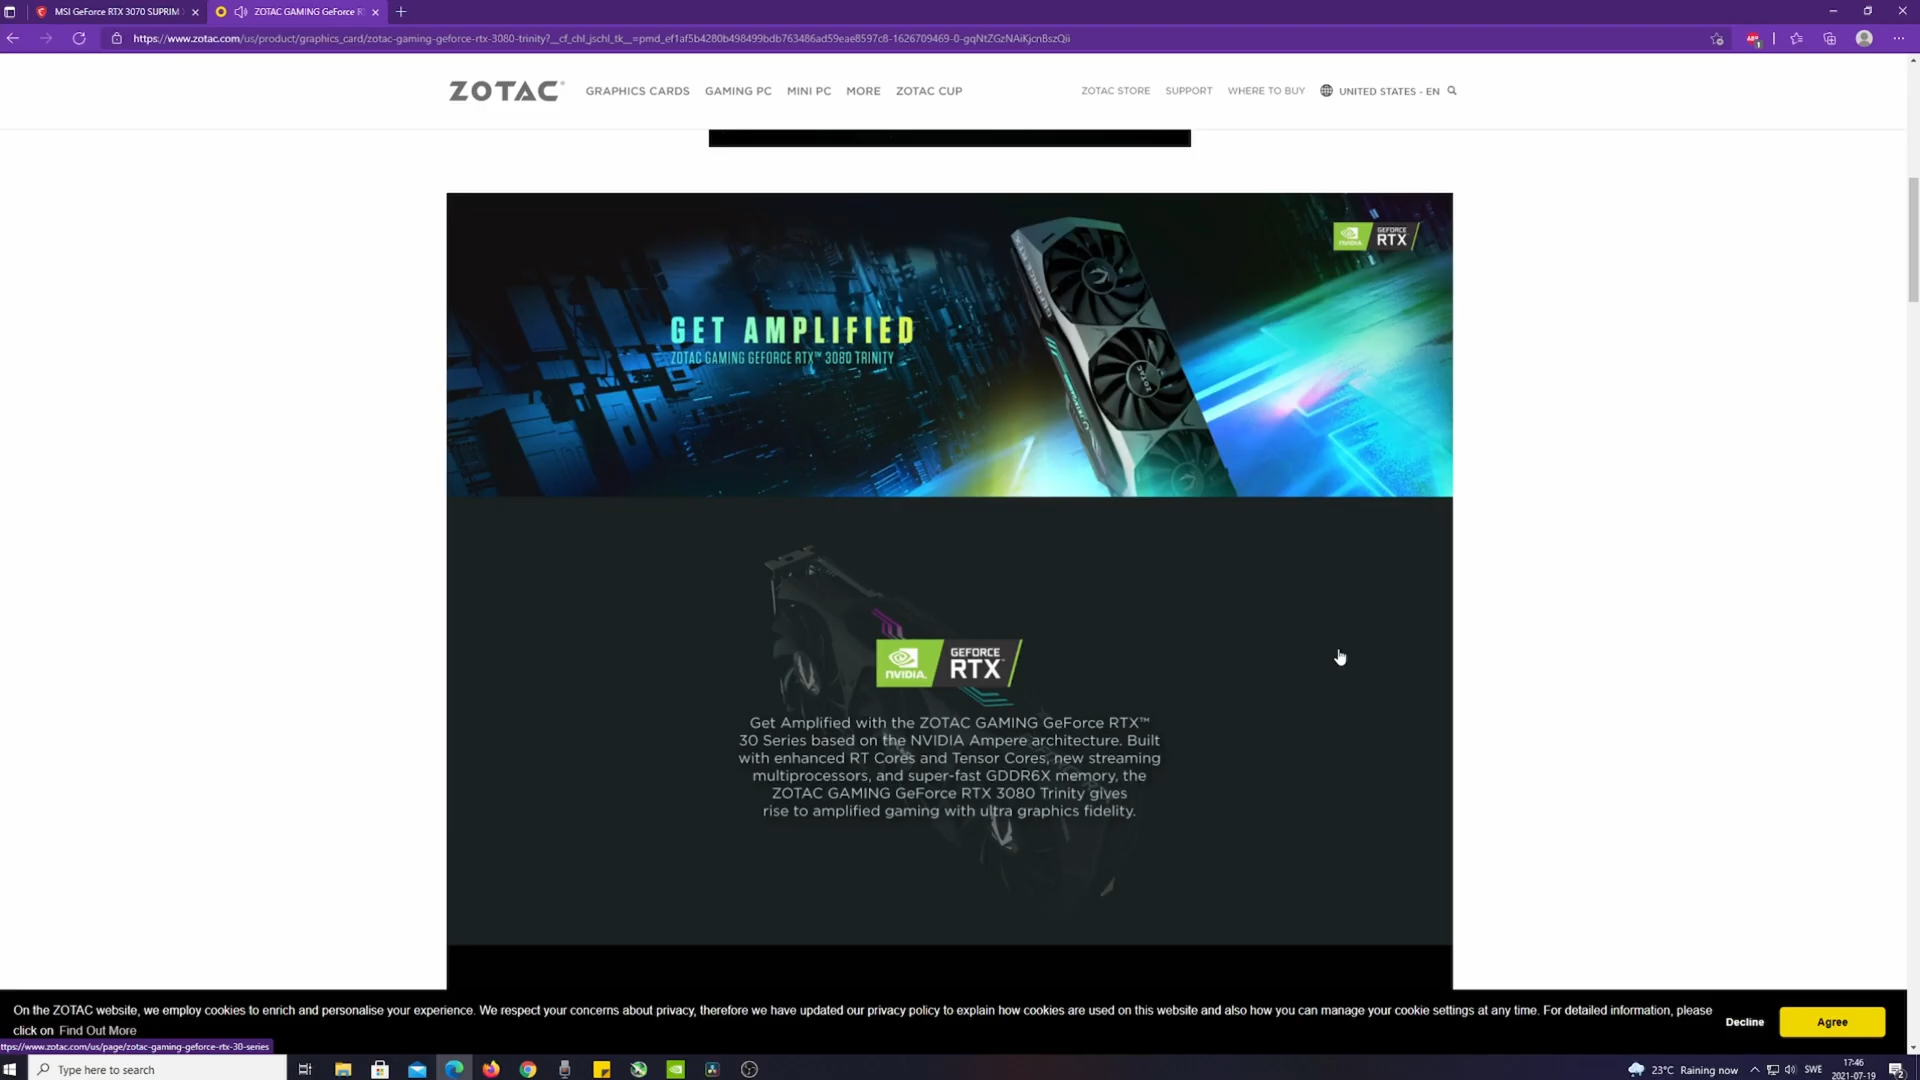 MSI GeForce RTX 3070 SUPRIM
ZOTAC GAMING GeForce R
https://www.zotac.com/us/product/graphics_card/zotac-gaming-geforce-rtx-3080-trinity?__cf_chl_jschl_tk__=pmd_ef1af5b4280b498499bdb763486ad59eae8597c8-1626709469-0-gqNtZGzNAiKjcnBszQii
ZOTAC
GRAPHICS CARDS
GAMING PC
MINI PC
MORE
ZOTAC CUP
ZOTAC STORE
SUPPORT
WHERE TO BUY
UNITED STATES - EN
NVIDIA
GEFORCE
RTX
GET AMPLIFIED
ZOTAC GAMING GEFORCE RTX™ 3080 TRINITY
ZOTAC
NVIDIA.
GEFORCE
RTX
Get Amplified with the ZOTAC GAMING GeForce RTX™
30 Series based on the NVIDIA Ampere architecture. Built
with enhanced RT Cores and Tensor Cores, new streaming
multiprocessors, and super-fast GDDR6X memory, the
ZOTAC GAMING GeForce RTX 3080 Trinity gives
rise to amplified gaming with ultra graphics fidelity.
On the ZOTAC website, we employ cookies to enrich and personalise your experience. We respect your concerns about privacy, therefore we have updated our privacy policy to explain how cookies are used on this website and also how you can manage your cookie settings at any time. For detailed information, please
click on Find Out More
Decline
Agree
ttps://www.zotac.com/us/page/zotac-gaming-geforce-rtx-30-series
Type here to search
23°C Raining now
SWE
17:46
2021-07-19
2